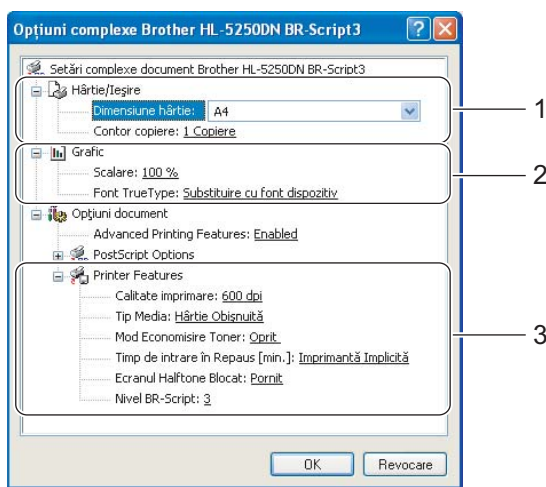 Opțiuni complexe Brother HL-5250DN BR-Script3
Setări complexe document Brother HL-5250DN BR-Script3
Hârtie/Ieşire
Dimensiune hârtie: A4
1
Contor copiere: 1 Copiere
Grafic
Scalare: 100 %
2
Font TrueType: Substituire cu font dispozitiv
Opţiuni document
Advanced Printing Features: Enabled
PostScript Options
Printer Features
Calitate imprimare: 600 dpi
Tip Media: Hârtie Obişnuită
Mod Economisire Toner: Oprit
3
Timp de intrare în Repaus [min.]: Imprimantă Implicită
Ecranul Halftone Blocat: Pornit
Nivel BR-Script: 3
OK Revocare